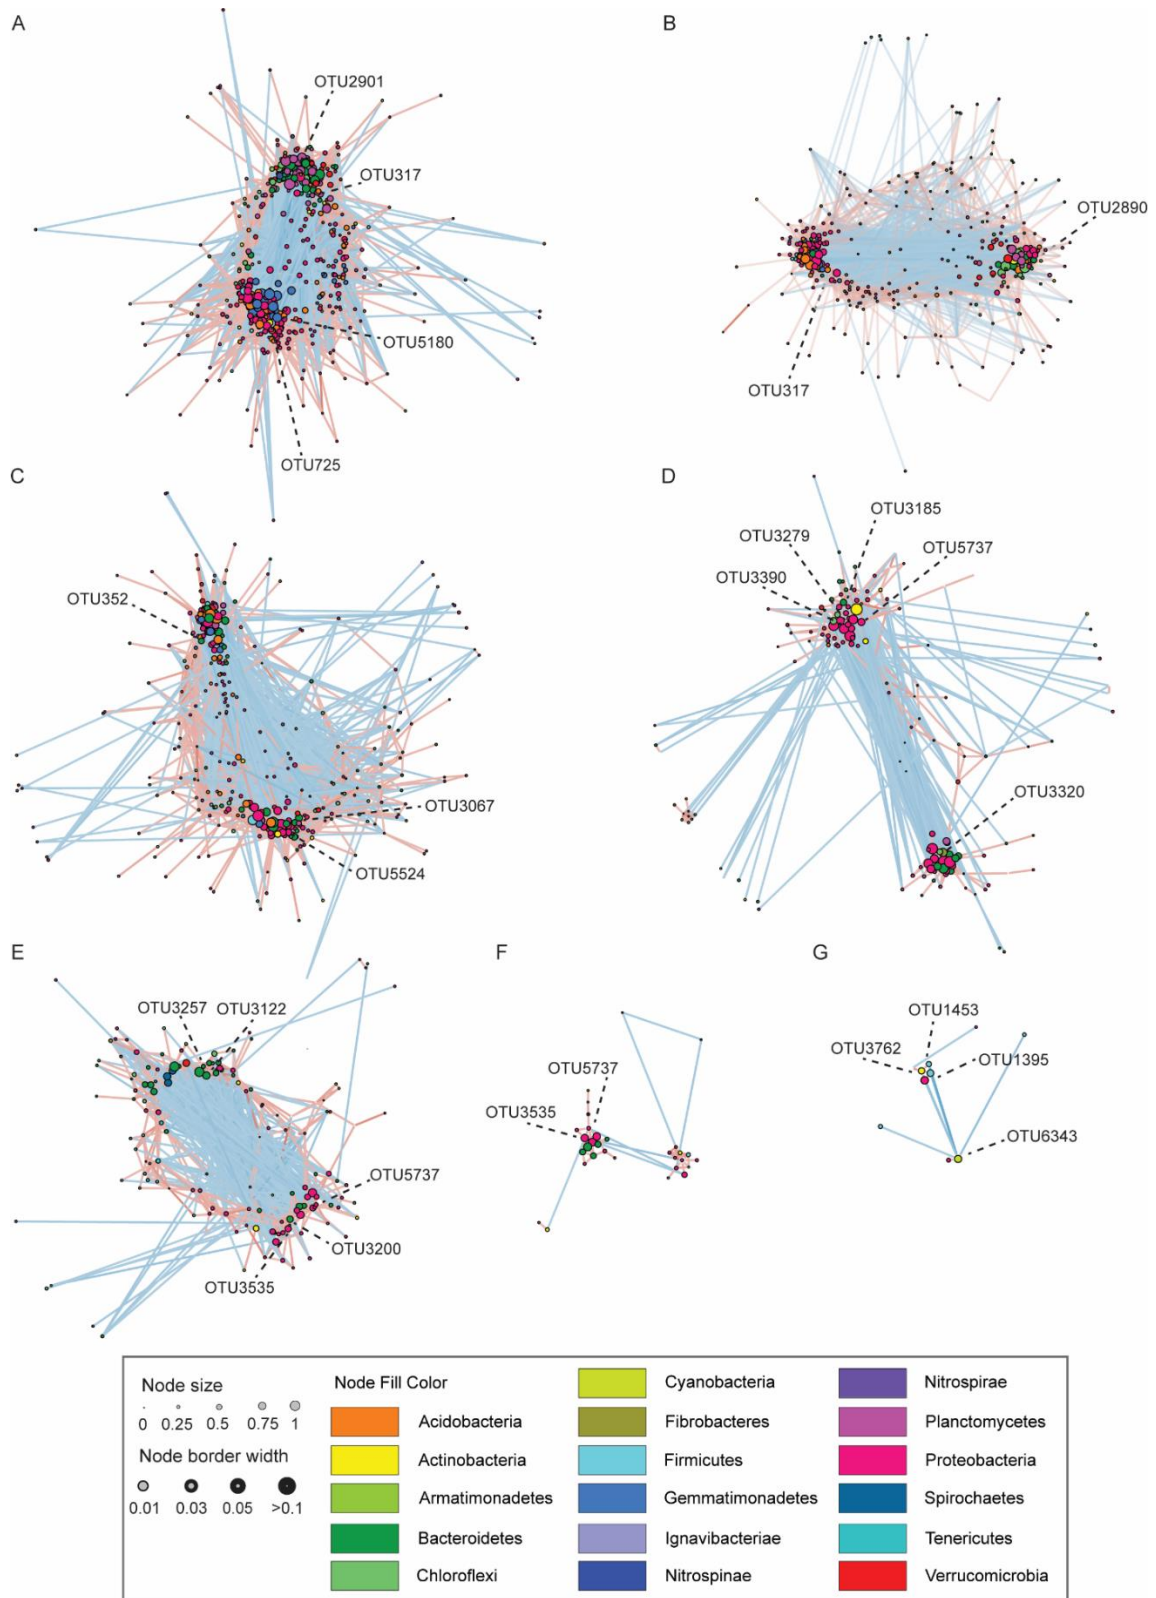 A
B
OTU2901
OTU317
OTU2890
OTU5180
OTU317
OTU725
C
D
OTU3185
OTU3279
OTU5737
OTU3390
OTU352
OTU3067
OTU3320
OTU5524
E
F
G
OTU3257 OTU3122
OTU1453
OTU3762
OTU1395
OTU5737
OTU3535
OTU6343
OTU5737
OTU3200
OTU3535
Node size
0 0.25 0.5 0.75 1
Node border width
0.01 0.03 0.05 >0.1
Node Fill Color
Acidobacteria
Actinobacteria
Armatimonadetes
Bacteroidetes
Chloroflexi
Cyanobacteria
Fibrobacteres
Firmicutes
Gemmatimonadetes
Ignavibacteriae
Nitrospinae
Nitrospirae
Planctomycetes
Proteobacteria
Spirochaetes
Tenericutes
Verrucomicrobia